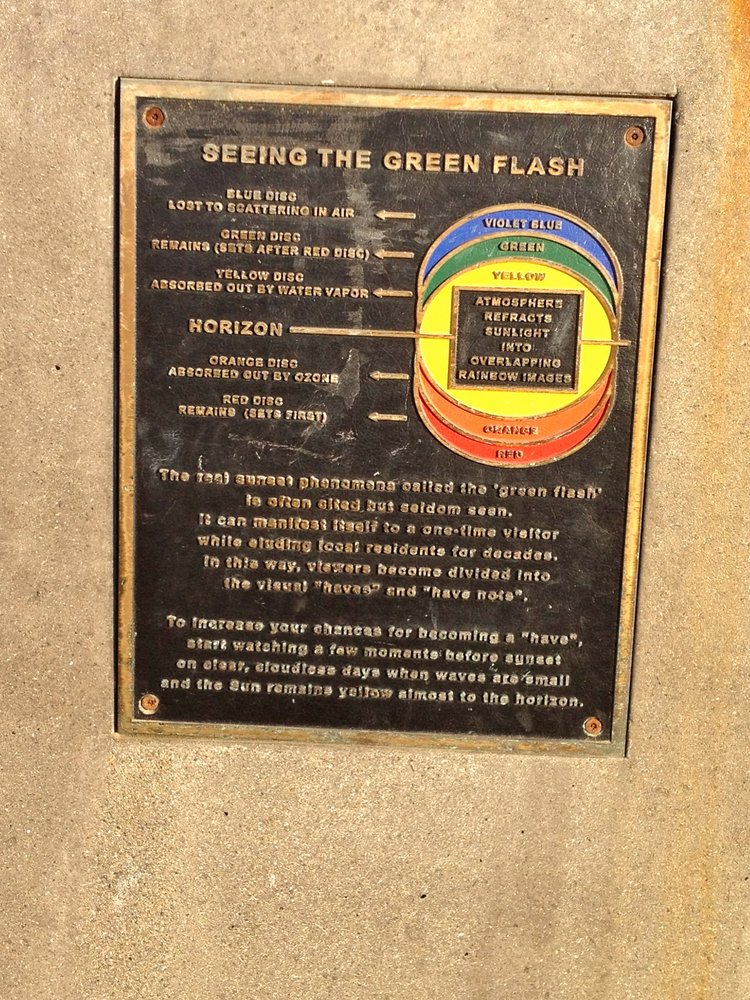 SEEING THE GREEN FLASH
BLUE DISC
LOST TO SCATTERING IN AIR
GREEN DISC
REMAINS (SETS AFTER RED DISC)
YELLOW DISC
ABSORBED OUT BY WATER VAPOR
HORIZON
ORANGE DISC
ABSORBED OUT BY OZONE
RED DISC
REMAINS (SETS FIRST)
VIOLET BLUE
GREEN
YELLOW
ATMOSPHERE
REFRACTS
SUNLIGHT
INTO
OVERLAPPING
RAINBOW IMAGES
ORANGE
RED
The real sunset phenomena called the 'green flash'
is often cited but seldom seen.
It can manifest itself to a one-time visitor
while eluding local residents for decades.
In this way, viewers become divided into
the visual "haves" and "have nots".
To increase your chances for becoming a "have",
start watching a few moments before sunset
on clear, cloudless days when waves are small
and the Sun remains yellow almost to the horizon.